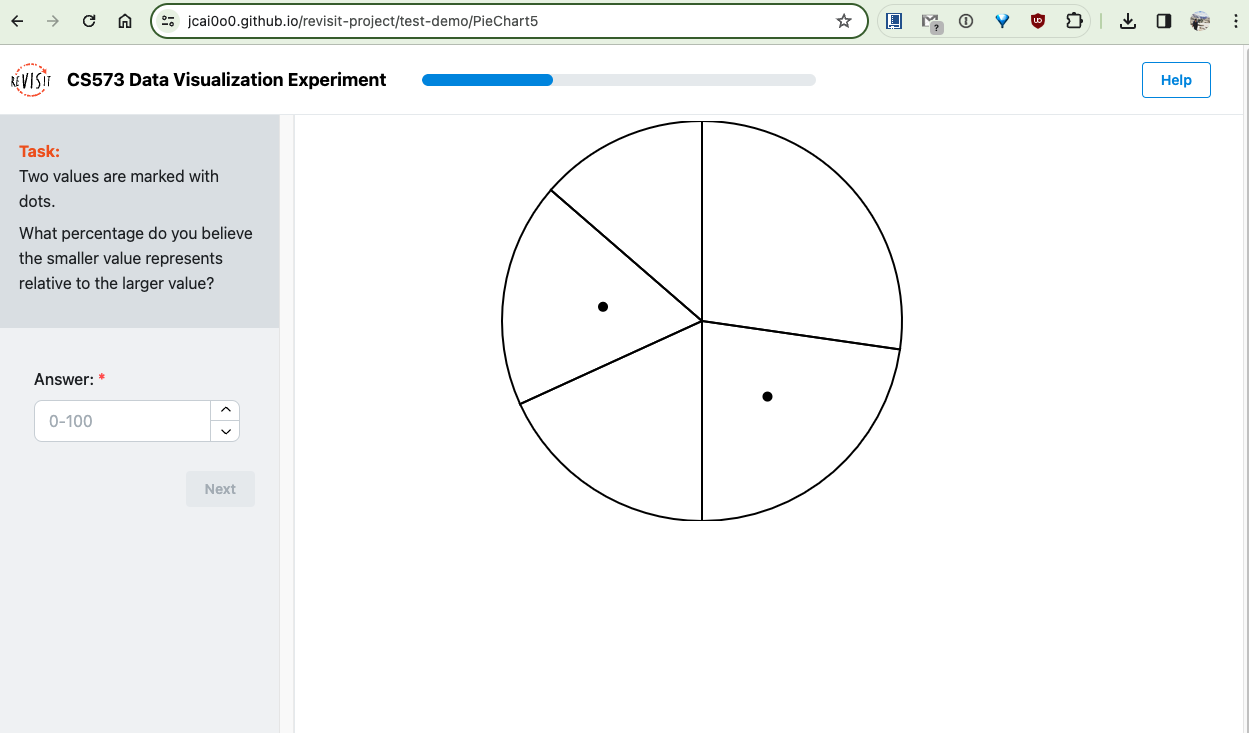 jcai0o0.github.io/revisit-project/test-demo/PieChart5
?
UD
REVISIT
CS573 Data Visualization Experiment
Help
Task:
Two values are marked with
dots.
What percentage do you believe
the smaller value represents
relative to the larger value?
Answer: *
0-100
Next